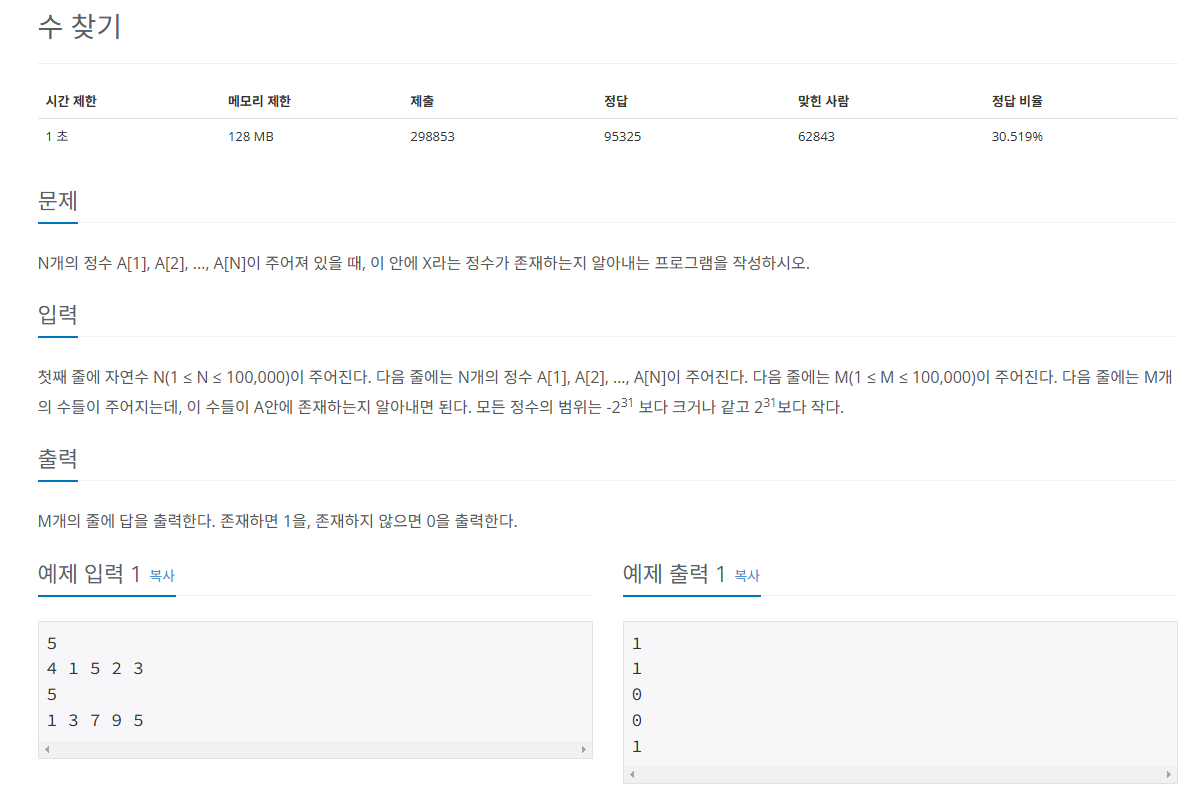 수 찾기
시간 제한 메모리 제한 제출 정답 맞힌 사람 정답 비율
1 초 128 MB 298853 95325 62843 30.519%
문제
N개의 정수 A[1], A[2], …, A[N]이 주어져 있을 때, 이 안에 X라는 정수가 존재하는지 알아내는 프로그램을 작성하시오.
입력
첫째 줄에 자연수 N(1 ≤ N ≤ 100,000)이 주어진다. 다음 줄에는 N개의 정수 A[1], A[2], …, A[N]이 주어진다. 다음 줄에는 M(1 ≤ M ≤ 100,000)이 주어진다. 다음 줄에는 M개
의 수들이 주어지는데, 이 수들이 A안에 존재하는지 알아내면 된다. 모든 정수의 범위는 -2³¹ 보다 크거나 같고 2³¹보다 작다.
출력
M개의 줄에 답을 출력한다. 존재하면 1을, 존재하지 않으면 0을 출력한다.
예제 입력 1 복사
5
4 1 5 2 3
5
1 3 7 9 5
예제 출력 1 복사
1
1
0
0
1